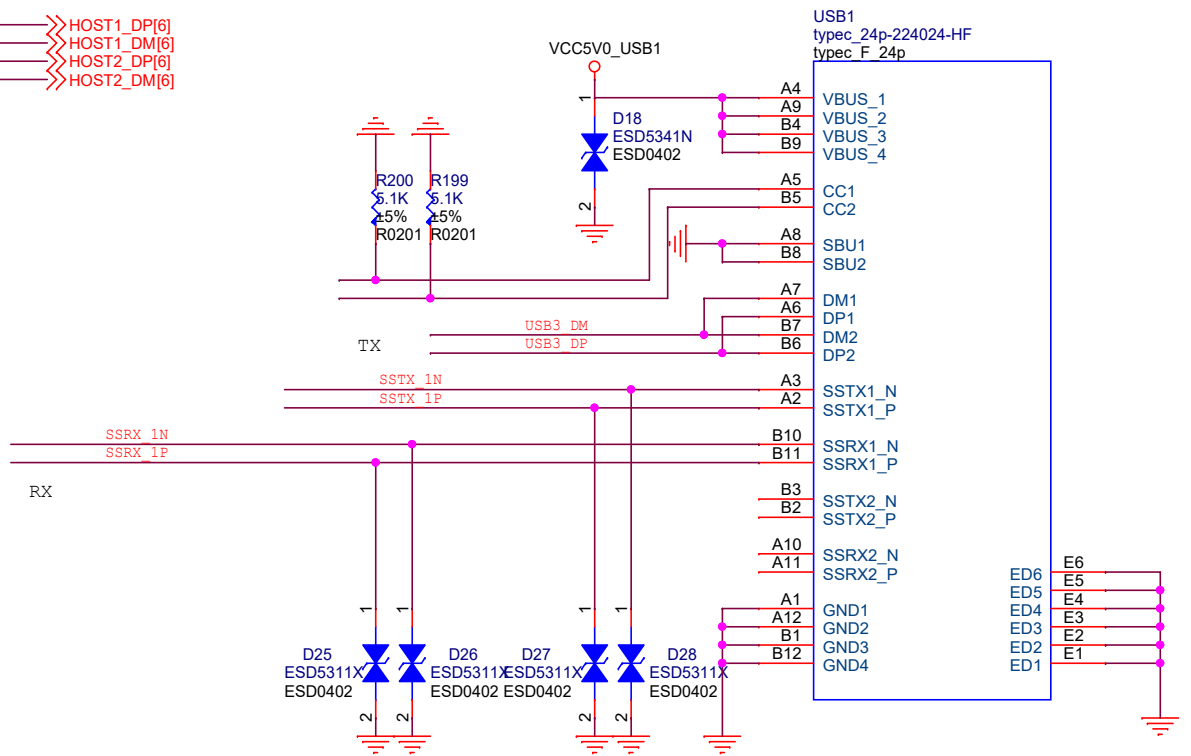 HOST1_DP[6]
HOST1_DM[6]
HOST2_DP[6]
HOST2_DM[6]
USB1
typec_24p-224024-HF
typec_F_24p
VCC5V0_USB1
1
D18
ESD5341N
ESD0402
2
R200
5.1K
±5%
R0201
R199
5.1K
±5%
R0201
A4
VBUS_1
A9
VBUS_2
B4
VBUS_3
B9
VBUS_4
A5
CC1
B5
CC2
A8
SBU1
B8
SBU2
A7
DM1
A6
DP1
USB3_DM
B7
DM2
TX
USB3_DP
B6
DP2
SSTX_1N
A3
SSTX1_N
SSTX_1P
A2
SSTX1_P
SSRX_1N
B10
SSRX1_N
SSRX_1P
B11
SSRX1_P
RX
B3
SSTX2_N
B2
SSTX2_P
A10
SSRX2_N
A11
SSRX2_P
A1
GND1
A12
GND2
B1
GND3
B12
GND4
ED6
E6
ED5
E5
ED4
E4
ED3
E3
ED2
E2
ED1
E1
1
D25
ESD5311X
ESD0402
2
1
D26
ESD5311X
ESD0402
2
1
D27
ESD5311X
ESD0402
2
1
D28
ESD5311X
ESD0402
2